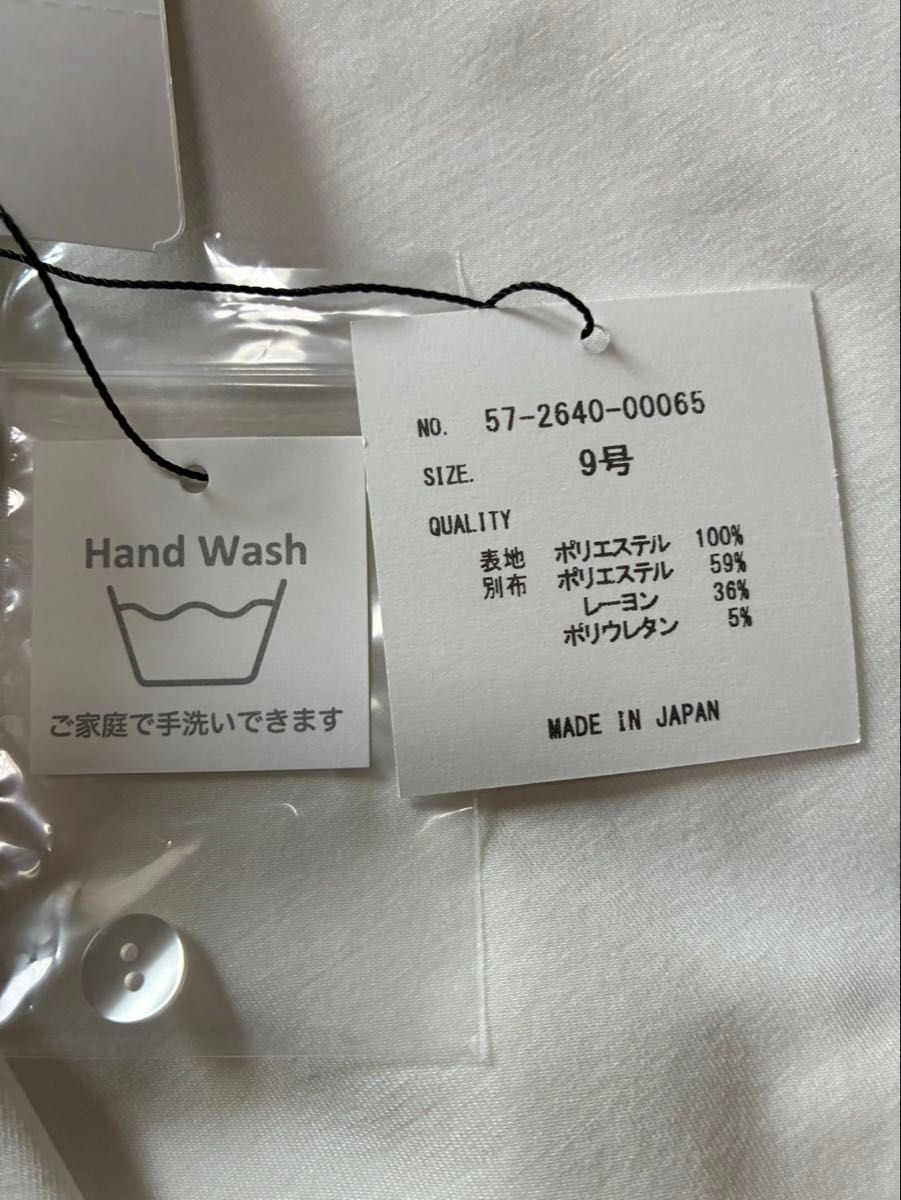 Hand Wash
ご家庭で手洗いできます
NO. 57-2640-00065
SIZE. 9号
QUALITY
表地 ポリエステル 100%
別布 ポリエステル 59%
レーヨン 36%
ポリウレタン 5%
MADE IN JAPAN